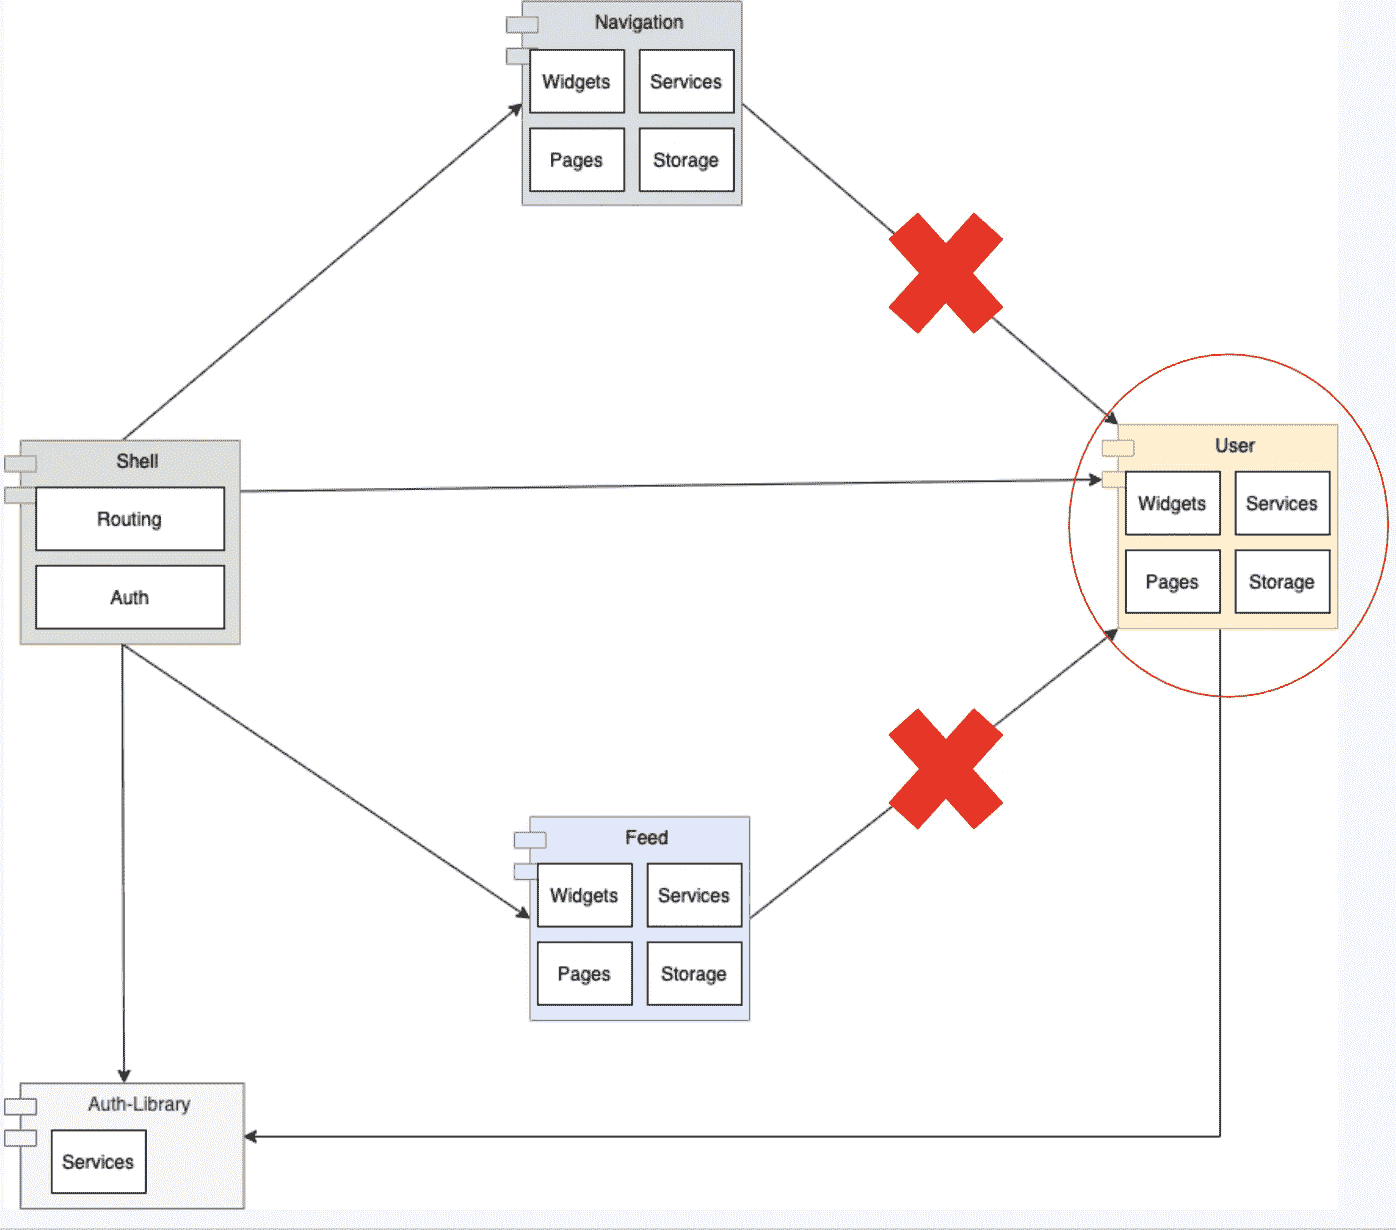 Navigation
Widgets
Services
Pages
Storage
Shell
Routing
Auth
User
Widgets
Services
Pages
Storage
Feed
Widgets
Services
Pages
Storage
Auth-Library
Services